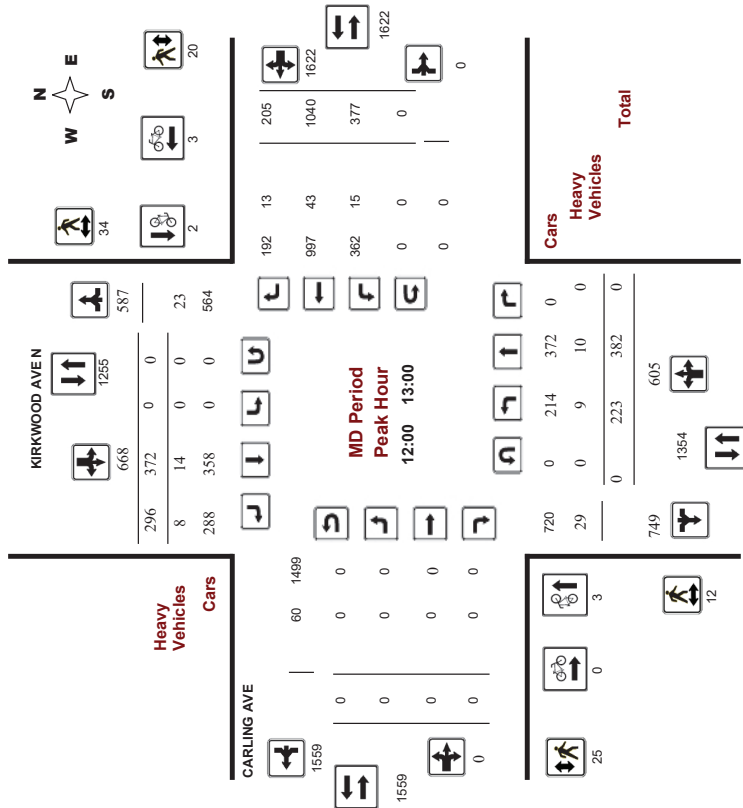 N
W E
S
34
20
2
3
KIRKWOOD AVE N
668
1255
587
296 372 0 0
8 14 0 0 23
288 358 0 0 564
Heavy
Vehicles
Cars
CARLING AVE
1559
60 1499
0 0 0
0 0 0
0 0 0
0 0 0
1559
0
MD Period
Peak Hour
12:00 13:00
192 13 205
997 43 1040
362 15 377
0 0 0
0 0
1622
1622
0
720 0 214 372 0 Cars
29 0 9 10 0 Heavy
Vehicles
0 223 382 0 Total
749
605
1354
0
3
25
12